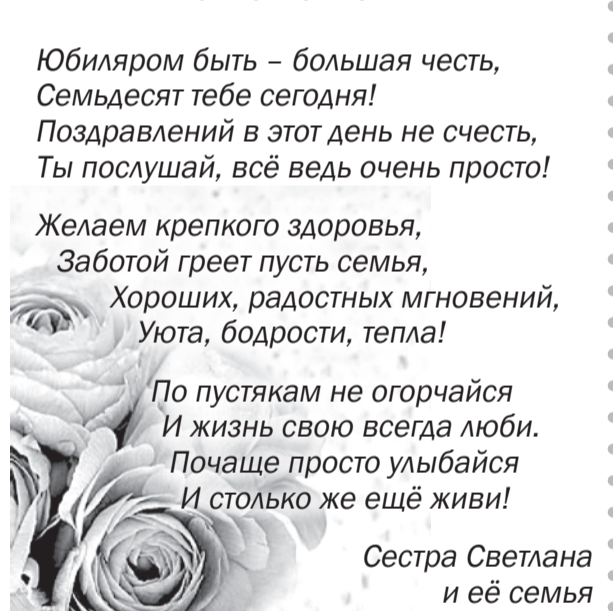 Юбиляром быть – большая честь,
Семьдесят тебе сегодня!
Поздравлений в этот день не счесть,
Ты послушай, всё ведь очень просто!
Желаем крепкого здоровья,
Заботой греет пусть семья,
Хороших, радостных мгновений,
Уюта, бодрости, тепла!
По пустякам не огорчайся
И жизнь свою всегда люби.
Почаще просто улыбайся
И столько же ещё живи!
Сестра Светлана
и её семья